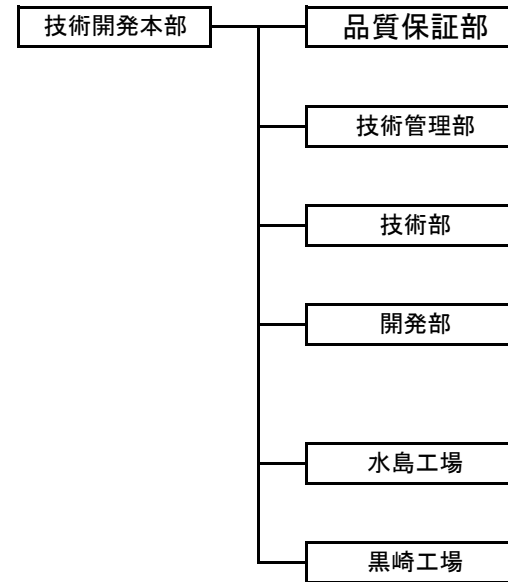 技術開発本部
品質保証部
技術管理部
技術部
開発部
水島工場
黒崎工場